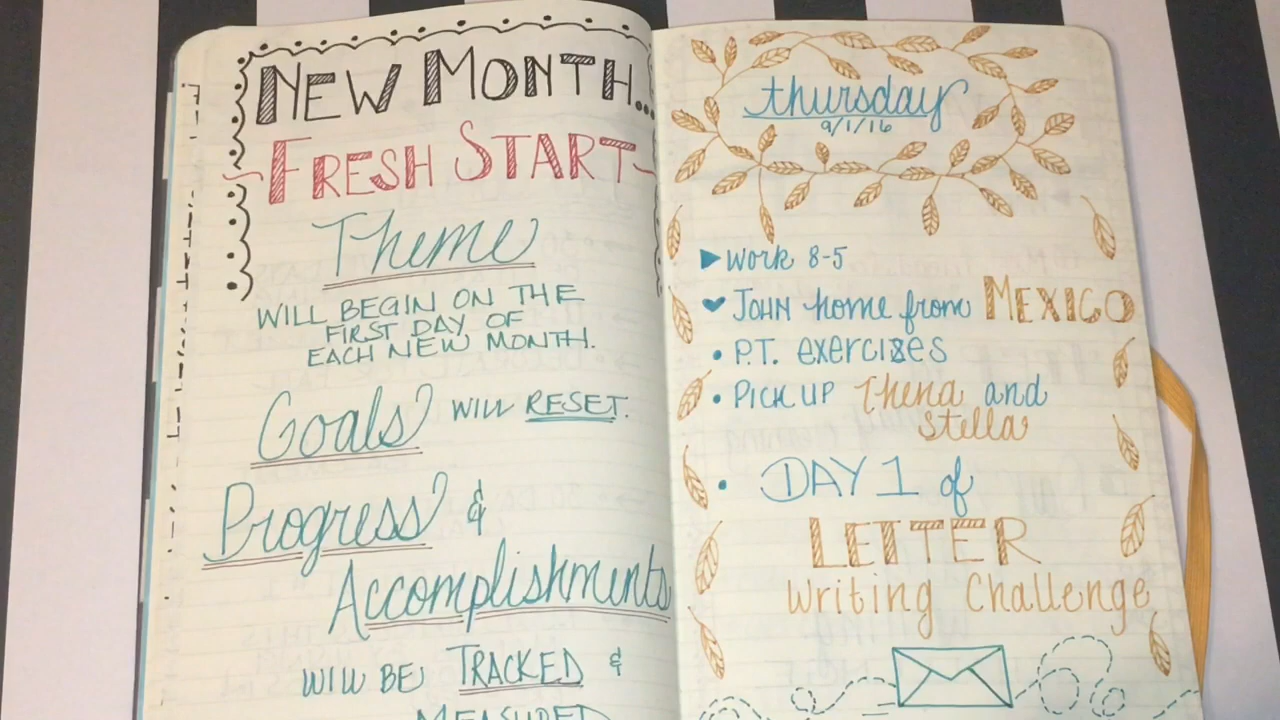 NEW MONTH...
FRESH START
Theme
WILL BEGIN ON THE
FIRST DAY OF
EACH NEW MONTH.
Goals WILL RESET.
Progress &
Accomplishments
WILL BE TRACKED &
MEASURED
thursday
9/1/16
Work 8-5
JOHN home from MEXICO
P.T. exercises
PICK UP Thena and
Stella
DAY 1 of
LETTER
Writing Challenge